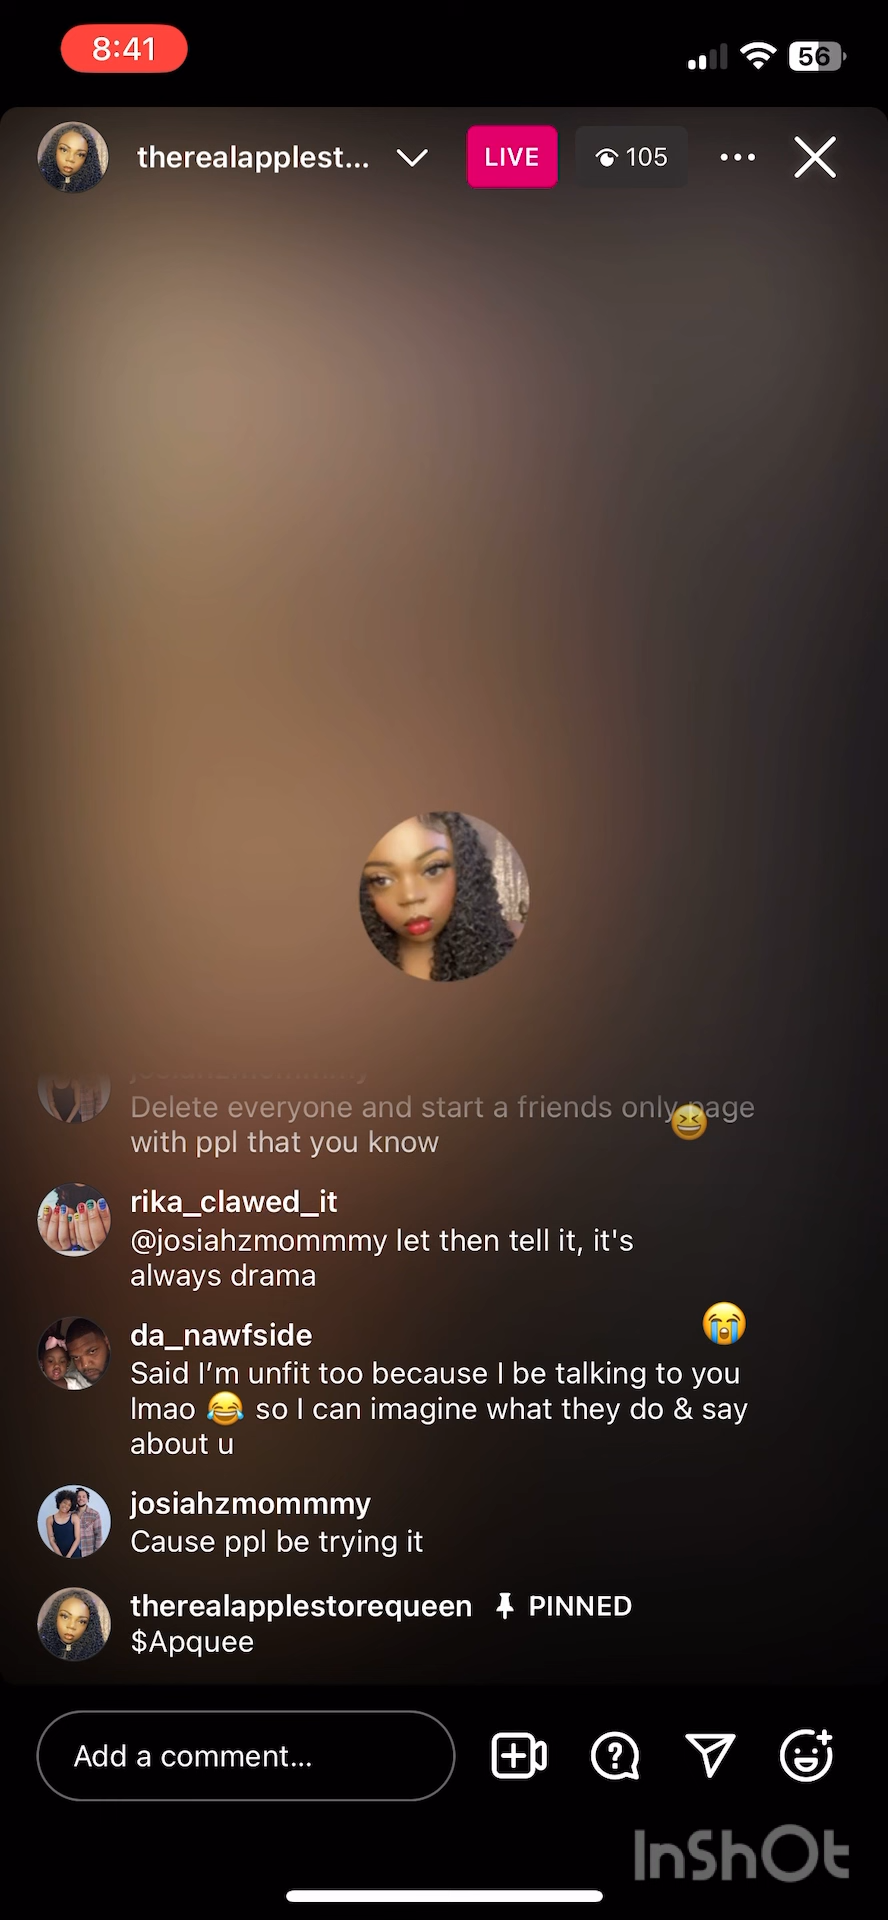 8:41
56
therealapplest...
LIVE
105
Delete everyone and start a friends only page
with ppl that you know
rika_clawed_it
@josiahzmommmy let then tell it, it's
always drama
da_nawfside
Said I’m unfit too because I be talking to you
lmao 😂 so I can imagine what they do & say
about u
josiahzmommmy
Cause ppl be trying it
therealapplestorequeen PINNED
$Apquee
Add a comment...
InShOt